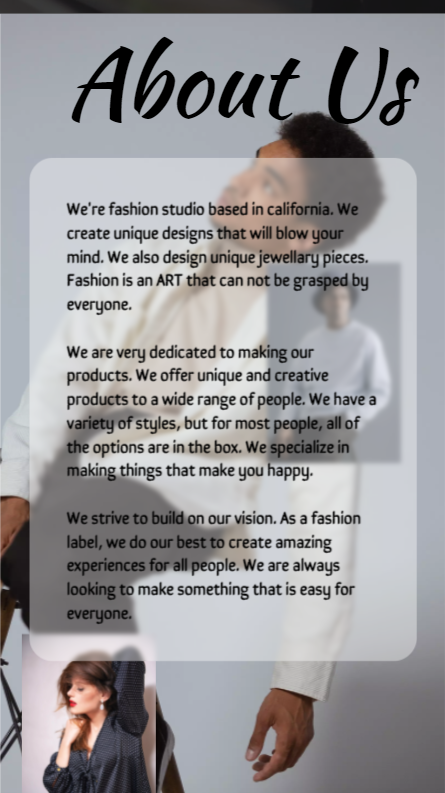 About Us
We're fashion studio based in california. We
create unique designs that will blow your
mind. We also design unique jewellary pieces.
Fashion is an ART that can not be grasped by
everyone.
We are very dedicated to making our
products. We offer unique and creative
products to a wide range of people. We have a
variety of styles, but for most people, all of
the options are in the box. We specialize in
making things that make you happy.
We strive to build on our vision. As a fashion
label, we do our best to create amazing
experiences for all people. We are always
looking to make something that is easy for
everyone.